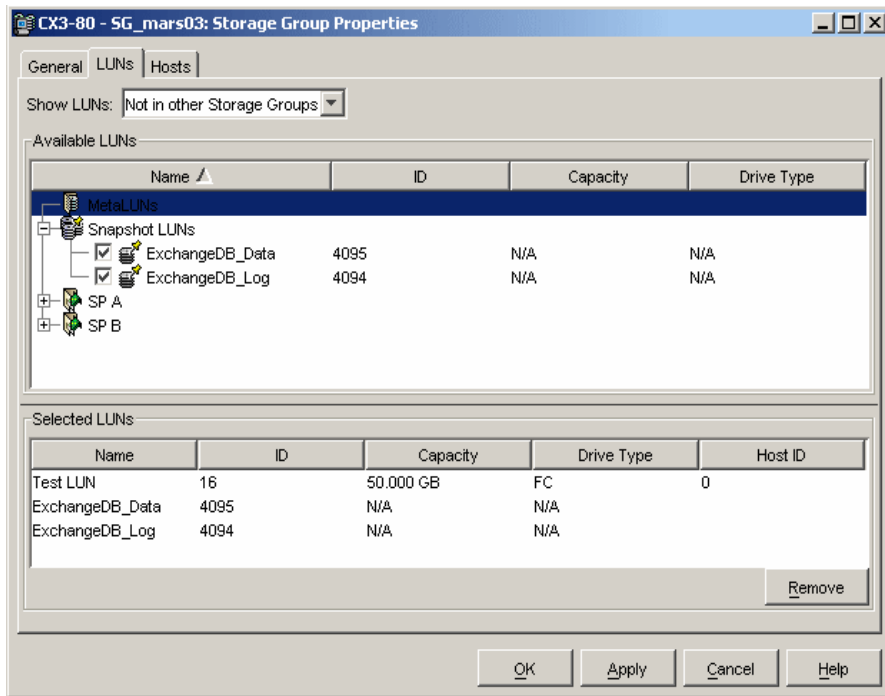 CX3-80 - SG_mars03: Storage Group Properties
General LUNs Hosts
Show LUNs: Not in other Storage Groups
Available LUNs
Name ID Capacity Drive Type
MetaLUNs
Snapshot LUNs
ExchangeDB_Data 4095 N/A N/A
ExchangeDB_Log 4094 N/A N/A
SP A
SP B
Selected LUNs
Name ID Capacity Drive Type Host ID
Test LUN 16 50.000 GB FC 0
ExchangeDB_Data 4095 N/A N/A
ExchangeDB_Log 4094 N/A N/A
Remove
OK Apply Cancel Help